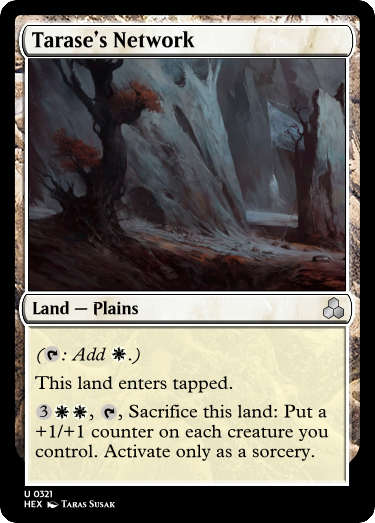 Tarase's Network
Land — Plains
(: Add .)
This land enters tapped.
3, , Sacrifice this land: Put a
+1/+1 counter on each creature you
control. Activate only as a sorcery.
U 0321
HEX Taras Susak